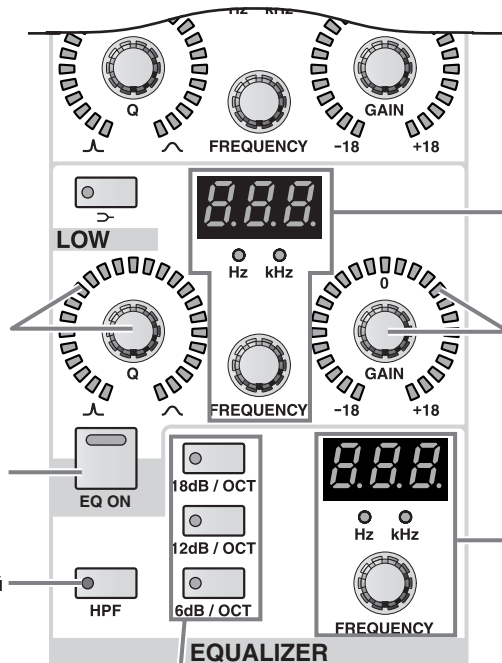 Hz kHz
Q
GAIN
FREQUENCY
-18 +18
8.8.8.
LOW
Hz kHz
0
Q
GAIN
FREQUENCY
-18 +18
EQ ON
18dB / OCT
8.8.8.
12dB / OCT
Hz kHz
HPF
6dB / OCT
FREQUENCY
EQUALIZER